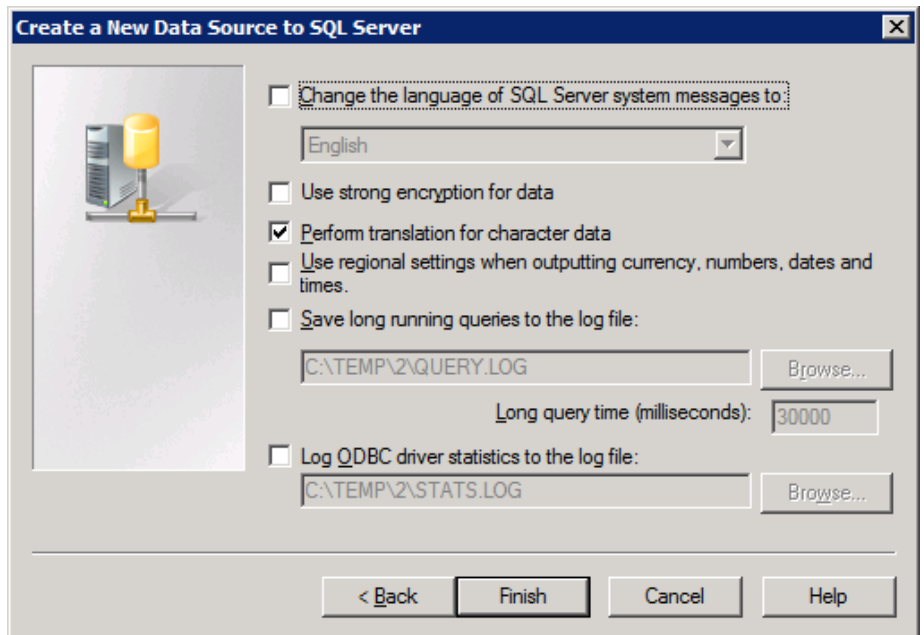 Create a New Data Source to SQL Server
Change the language of SQL Server system messages to:
English
Use strong encryption for data
Perform translation for character data
Use regional settings when outputting currency, numbers, dates and
times.
Save long running queries to the log file:
C:\TEMP\2\QUERY.LOG
Browse...
Long query time (milliseconds):
30000
Log ODBC driver statistics to the log file:
C:\TEMP\2\STATS.LOG
Browse...
< Back
Finish
Cancel
Help